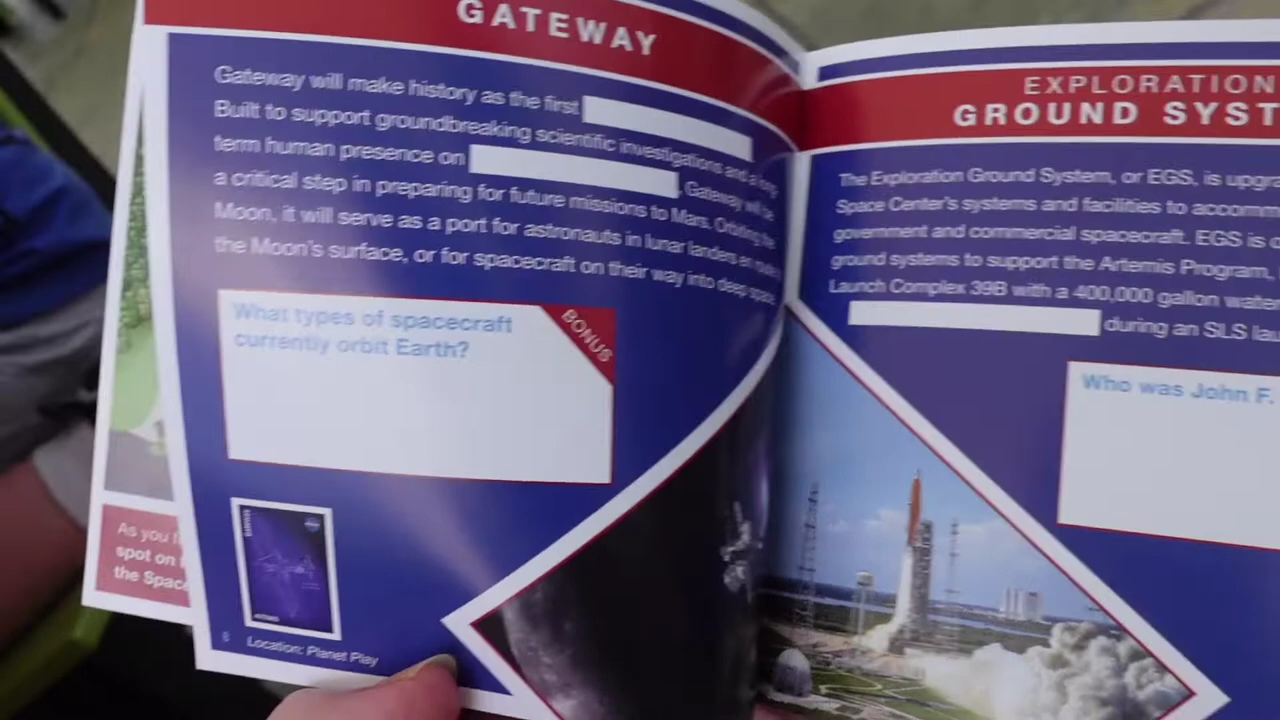 GATEWAY
Gateway will make history as the first
Built to support groundbreaking scientific investigations and a long
term human presence on
. Gateway will be
a critical step in preparing for future missions to Mars. Orbiting the
Moon, it will serve as a port for astronauts in lunar landers en route
the Moon's surface, or for spacecraft on their way into deep space.
What types of spacecraft
currently orbit Earth?
BONUS
As you
spot on
the Space
8
Location: Planet Play
EXPLORATION
GROUND SYST
The Exploration Ground System, or EGS, is upgra
Space Center's systems and facilities to accomm
government and commercial spacecraft. EGS is
ground systems to support the Artemis Program,
Launch Complex 39B with a 400,000 gallon water
during an SLS lau
Who was John F.